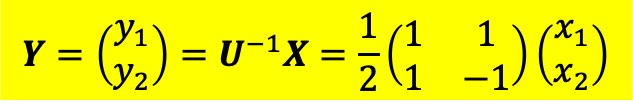 Y = (y₁ y₂) = U⁻¹X = 1/2 (1 1 1 −1) (x₁ x₂)